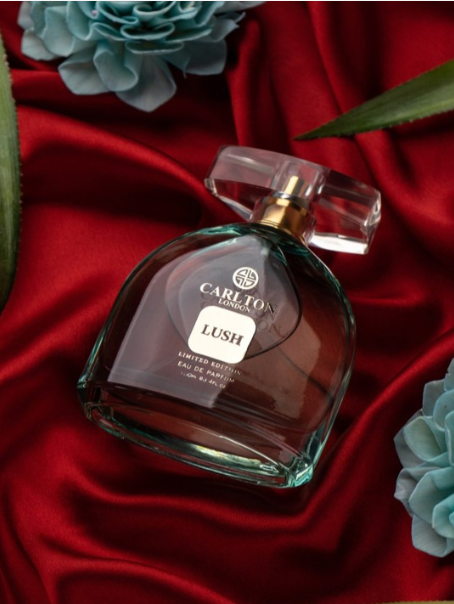 CARLTON
LONDON
LUSH
LIMITED EDITION
EAU DE PARFUM